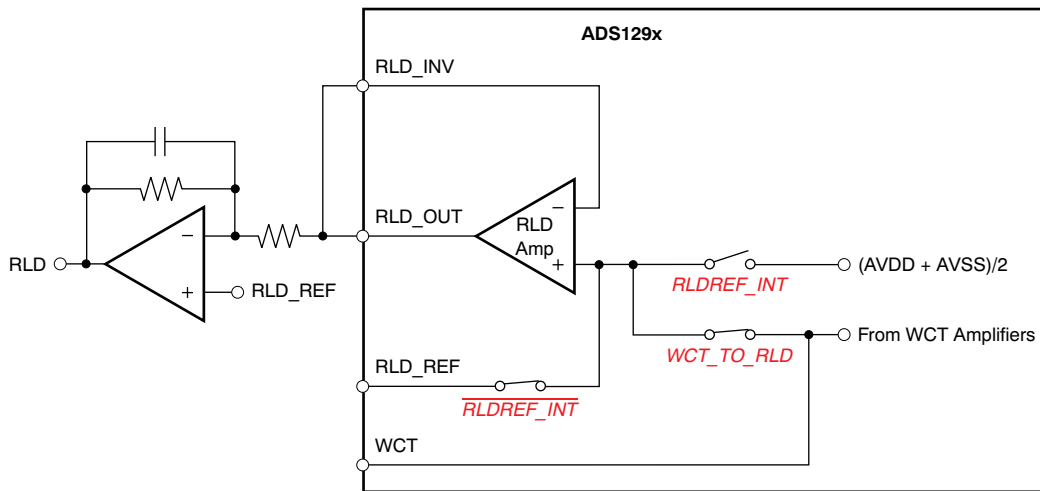 ADS129x
RLD_INV
RLD_OUT
−
RLD
Amp
+
RLDREF_INT
(AVDD + AVSS)/2
−
RLD
+
RLD_REF
WCT_TO_RLD
From WCT Amplifiers
RLD_REF
RLDREF_INT
WCT